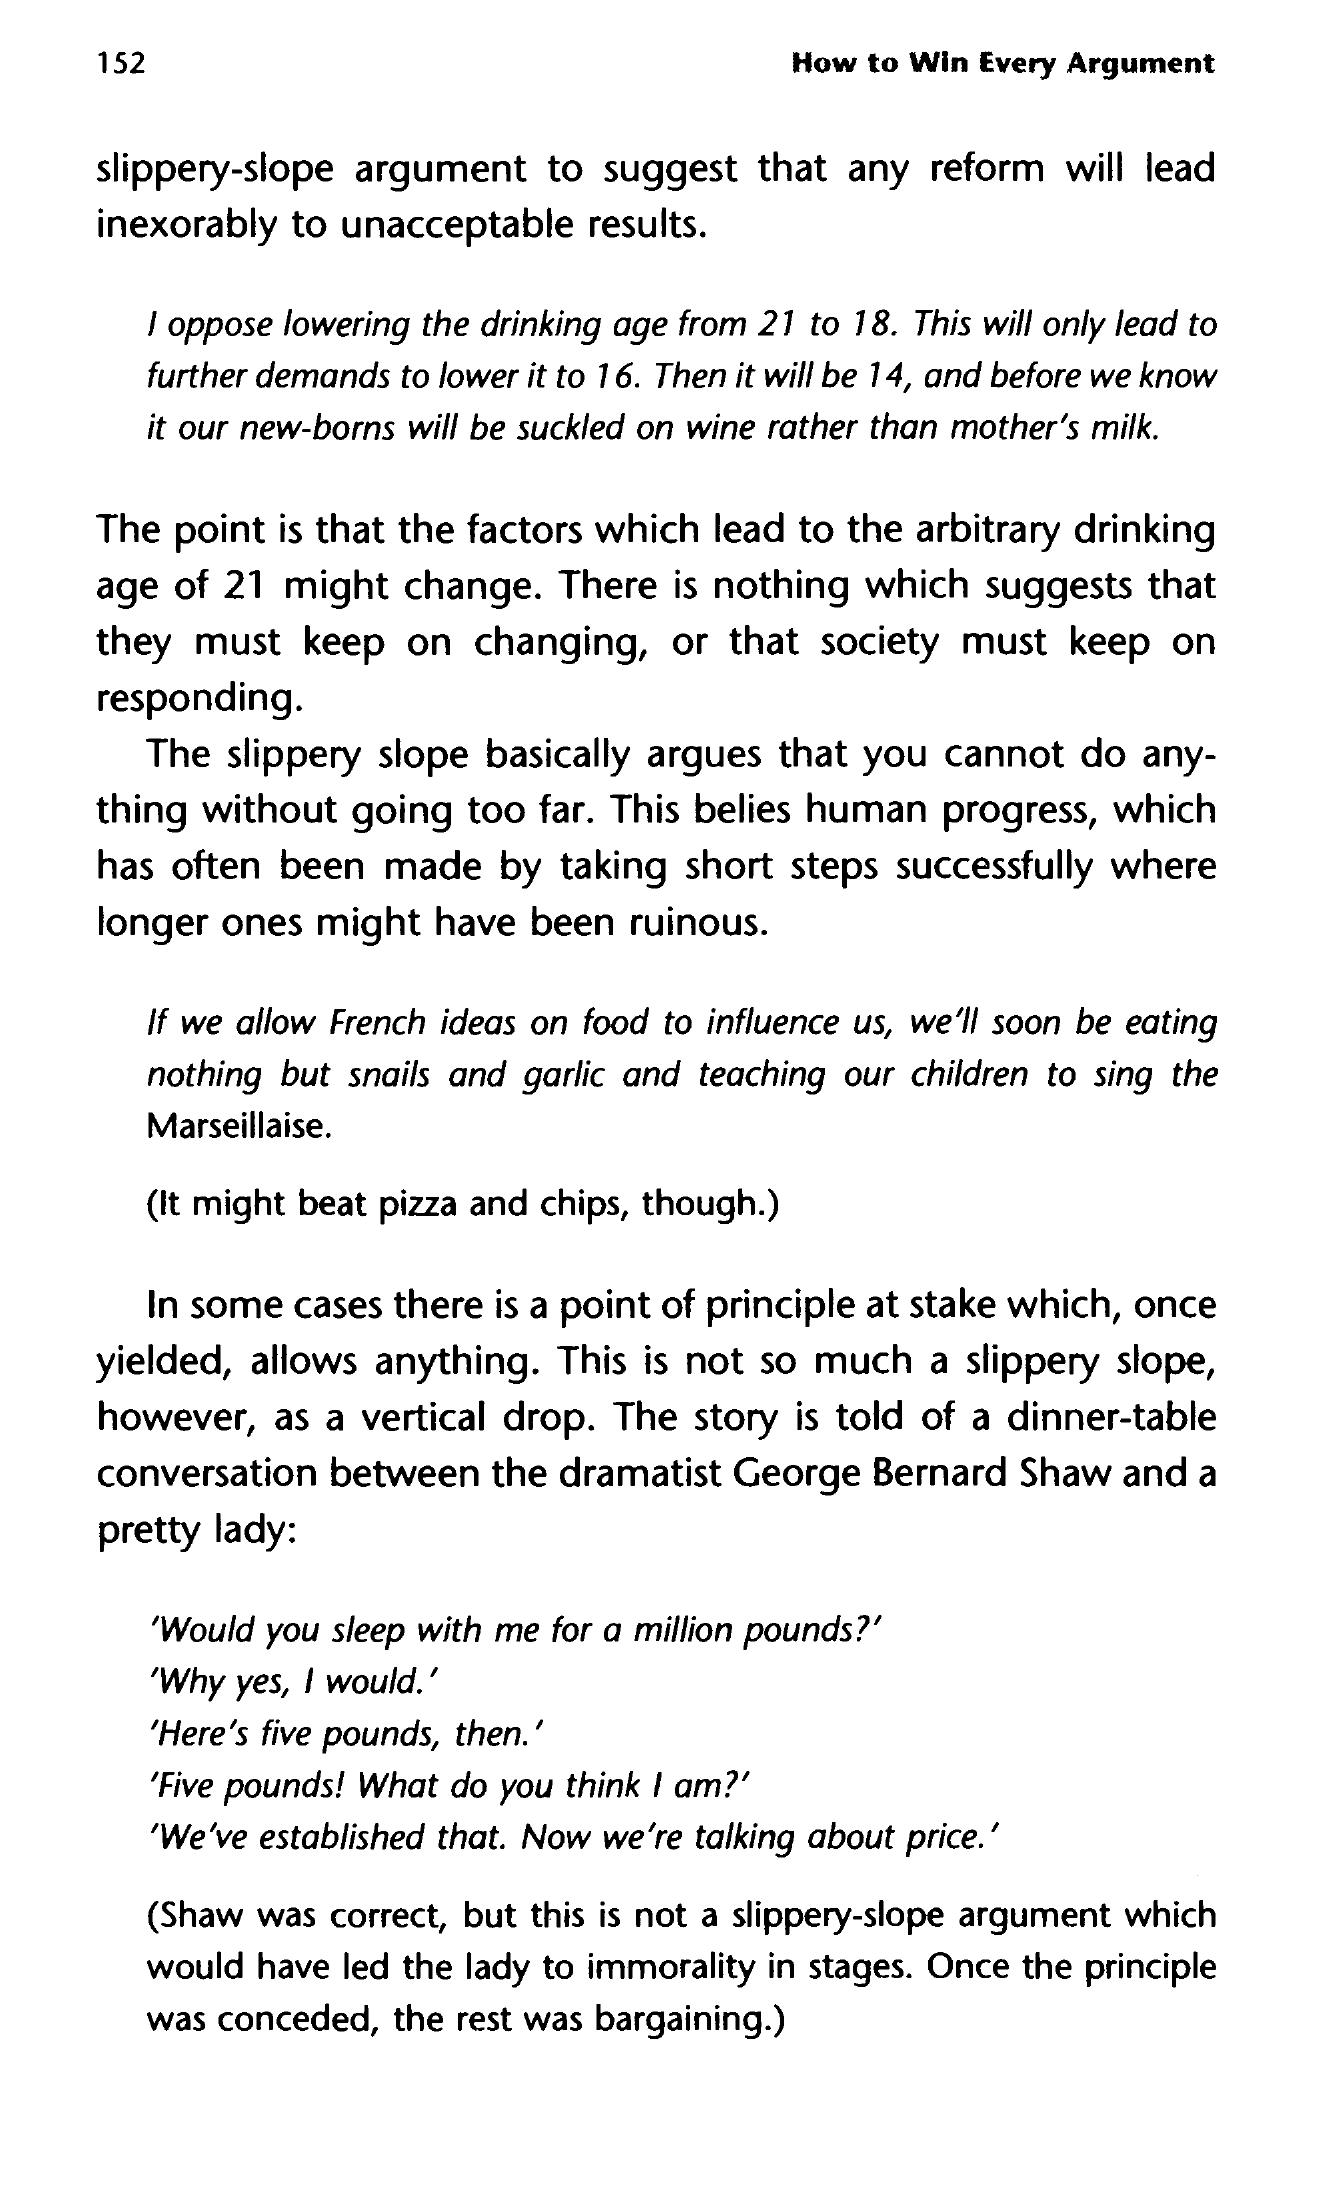 152
How to Win Every Argument
slippery-slope argument to suggest that any reform will lead
inexorably to unacceptable results.
I oppose lowering the drinking age from 21 to 18. This will only lead to
further demands to lower it to 16. Then it will be 14, and before we know
it our new-borns will be suckled on wine rather than mother's milk.
The point is that the factors which lead to the arbitrary drinking
age of 21 might change. There is nothing which suggests that
they must keep on changing, or that society must keep on
responding.
The slippery slope basically argues that you cannot do any-
thing without going too far. This belies human progress, which
has often been made by taking short steps successfully where
longer ones might have been ruinous.
If we allow French ideas on food to influence us, we'll soon be eating
nothing but snails and garlic and teaching our children to sing the
Marseillaise.
(It might beat pizza and chips, though.)
In some cases there is a point of principle at stake which, once
yielded, allows anything. This is not so much a slippery slope,
however, as a vertical drop. The story is told of a dinner-table
conversation between the dramatist George Bernard Shaw and a
pretty lady:
'Would you sleep with me for a million pounds?'
'Why yes, I would.'
'Here's five pounds, then.'
'Five pounds! What do you think I am?'
'We've established that. Now we're talking about price.'
(Shaw was correct, but this is not a slippery-slope argument which
would have led the lady to immorality in stages. Once the principle
was conceded, the rest was bargaining.)